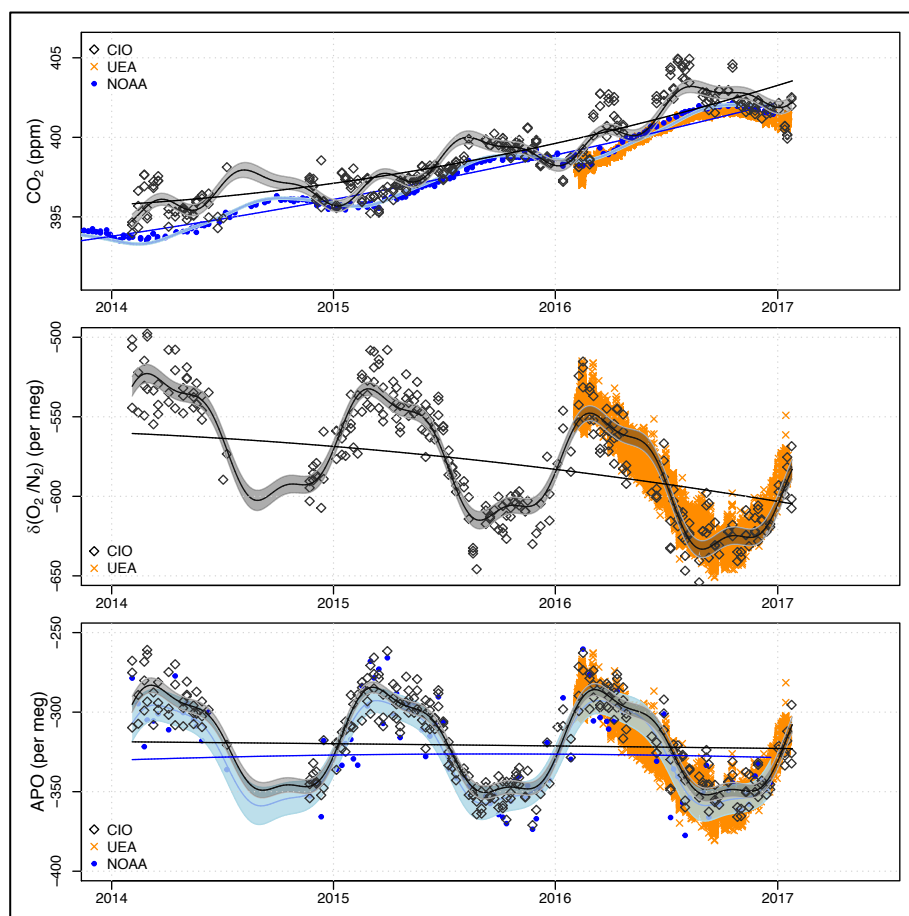 CIO
UEA
NOAA
CO₂ (ppm)
405
400
395
2014
2015
2016
2017
δ(O₂ /N₂) (per meg)
−500
−550
−600
−650
CIO
UEA
2014
2015
2016
2017
APO (per meg)
−250
−300
−350
−400
CIO
UEA
NOAA
2014
2015
2016
2017